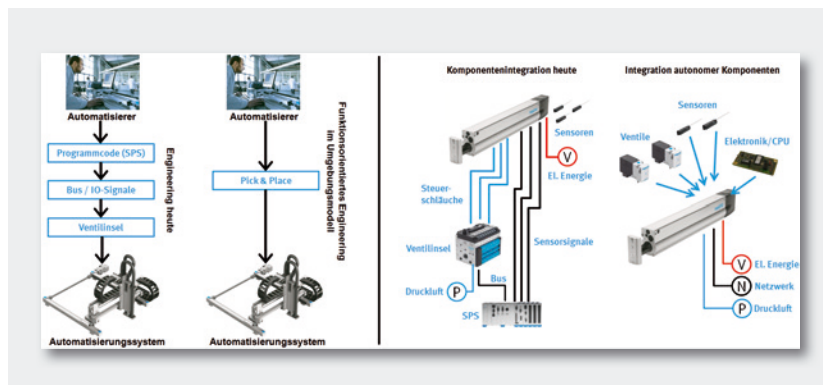 Automatisierer
Programmcode (SPS)
Bus / IO-Signale
Ventilinsel
Automatisierungssystem
Engineering heute
Automatisierer
Pick & Place
Automatisierungssystem
Funktionsorientiertes Engineering
im Umgebungsmodell
Komponentenintegration heute
Sensoren
V
El. Energie
Steuer-
schläuche
Ventilinsel
Sensorsignale
Bus
Druckluft
P
SPS
Integration autonomer Komponenten
Sensoren
Ventile
Elektronik/CPU
V
El. Energie
N
Netzwerk
P
Druckluft